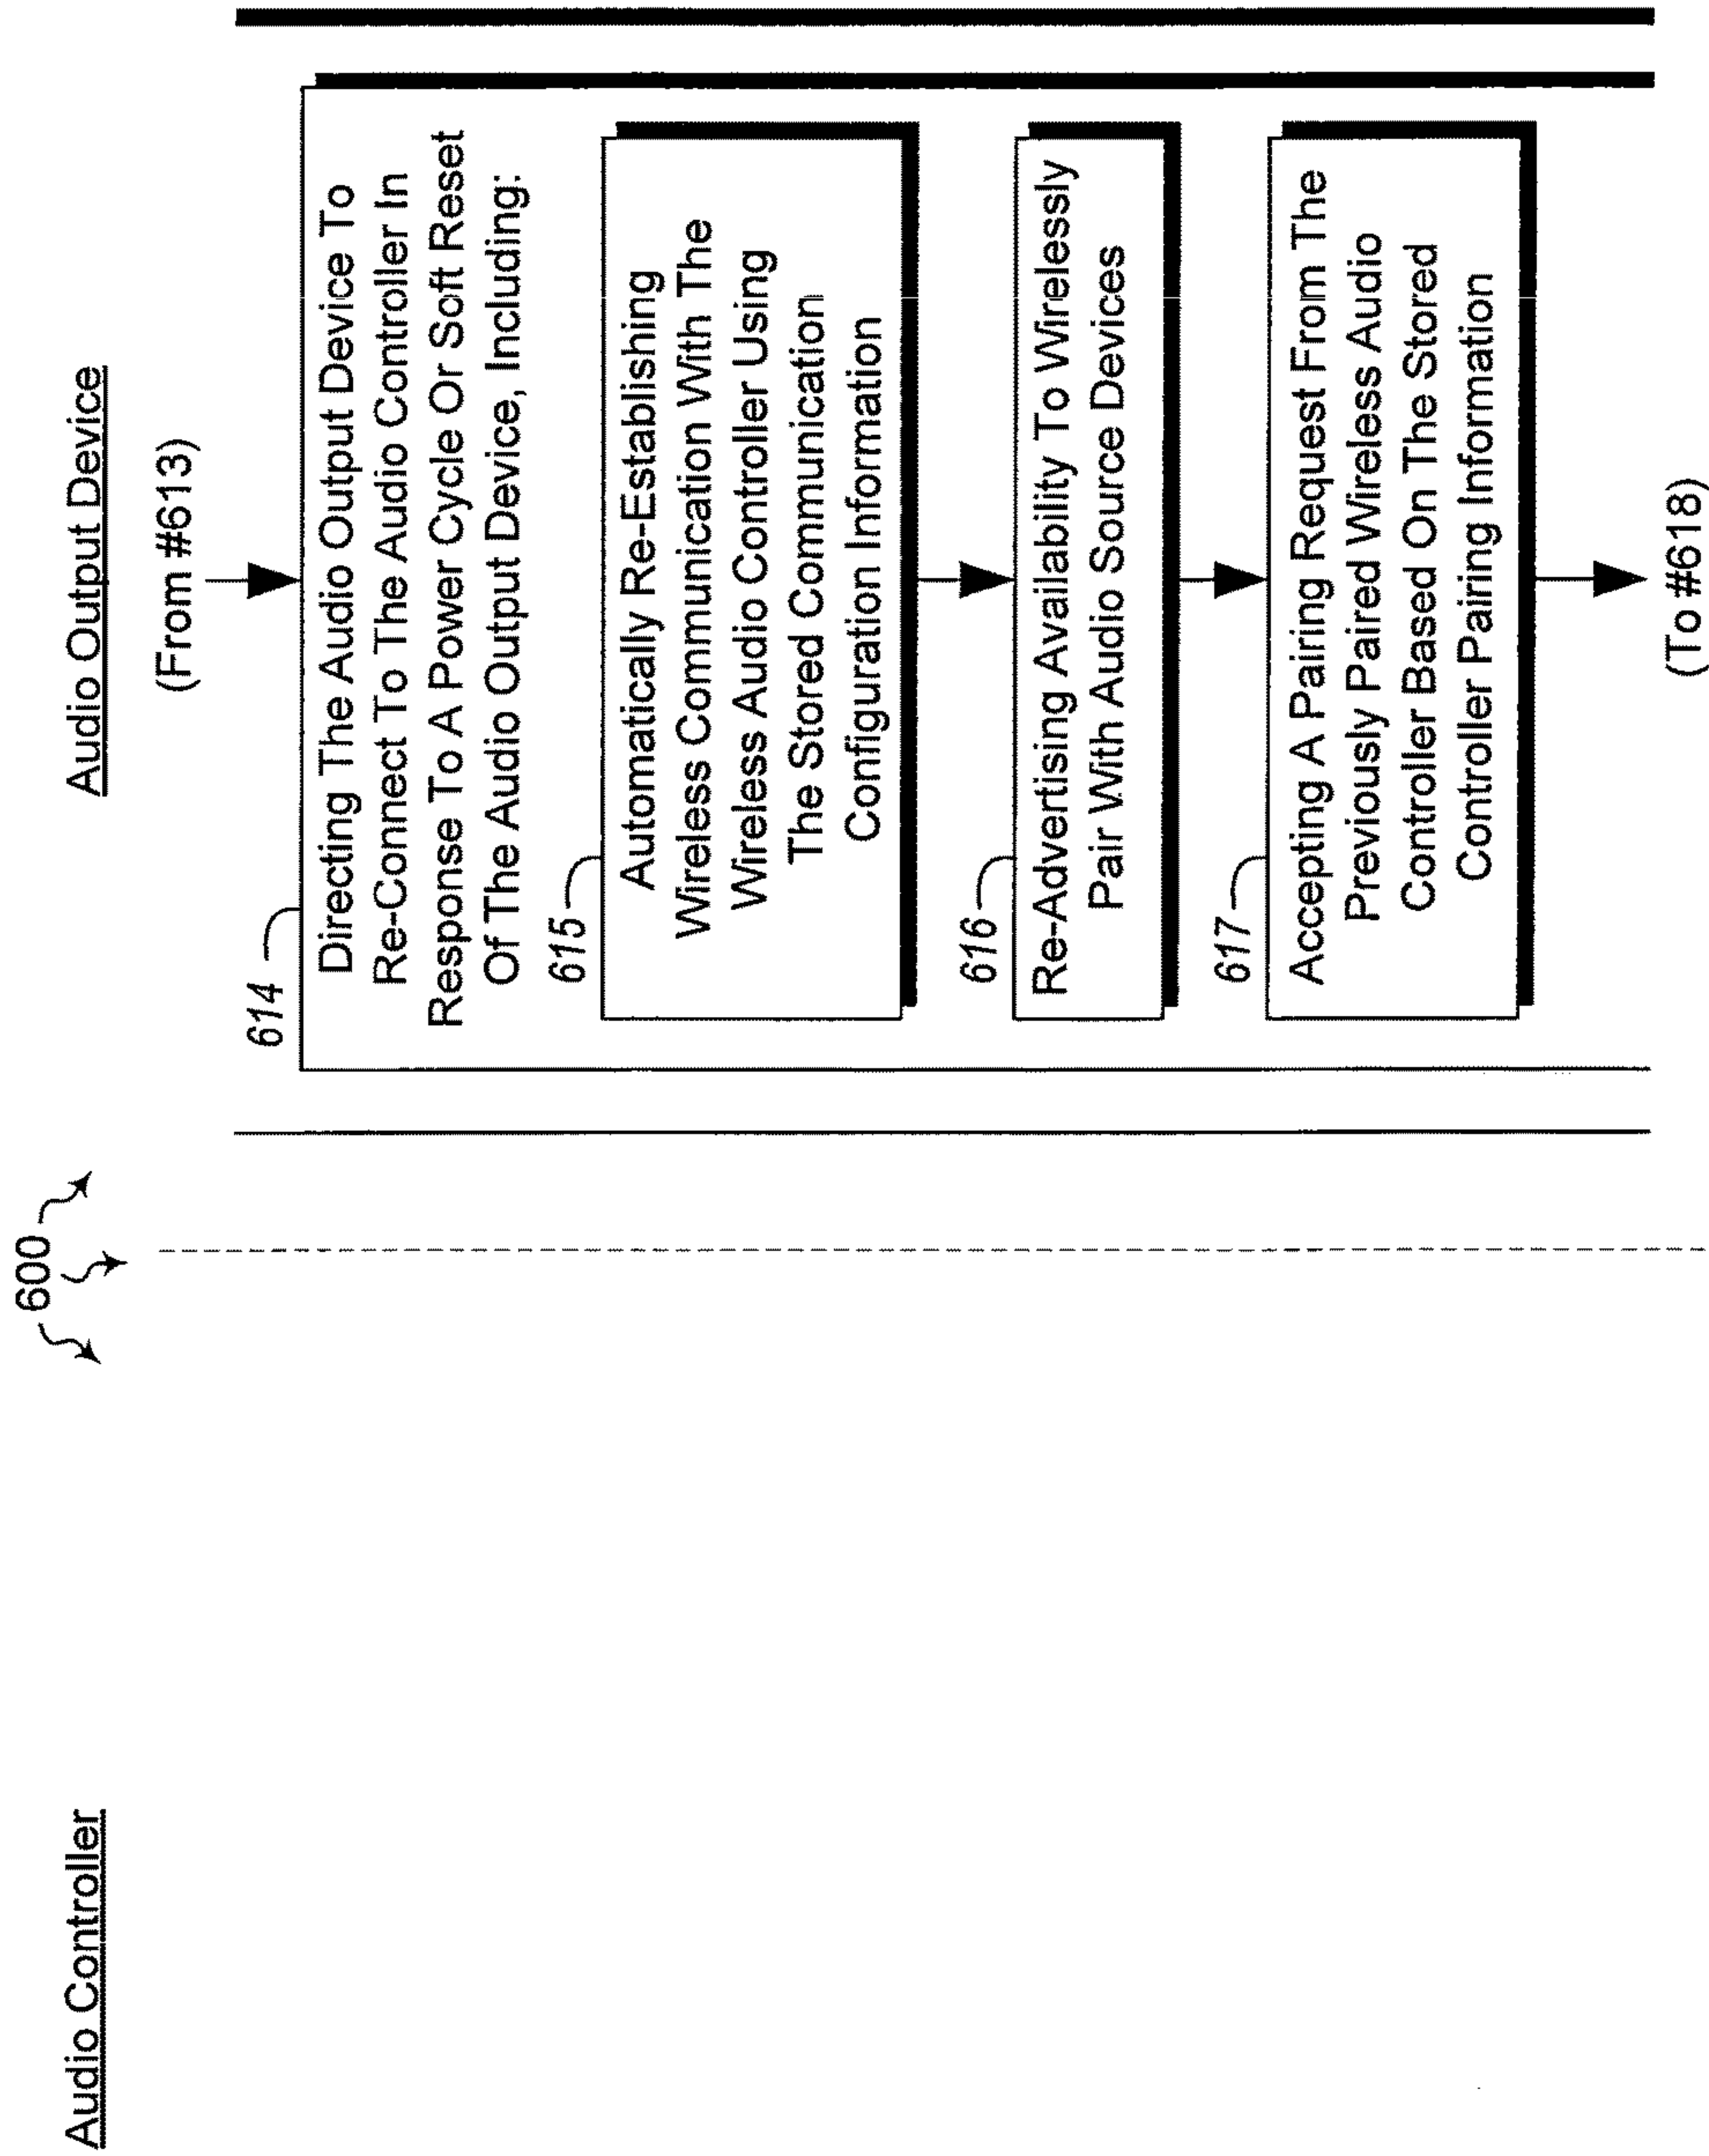 600
Audio Controller
Audio Output Device
(From #613)
614
Directing The Audio Output Device To
Re-Connect To The Audio Controller In
Response To A Power Cycle Or Soft Reset
Of The Audio Output Device, Including:
615
Automatically Re-Establishing
Wireless Communication With The
Wireless Audio Controller Using
The Stored Communication
Configuration Information
616
Re-Advertising Availability To Wirelessly
Pair With Audio Source Devices
617
Accepting A Pairing Request From The
Previously Paired Wireless Audio
Controller Based On The Stored
Controller Pairing Information
(To #618)